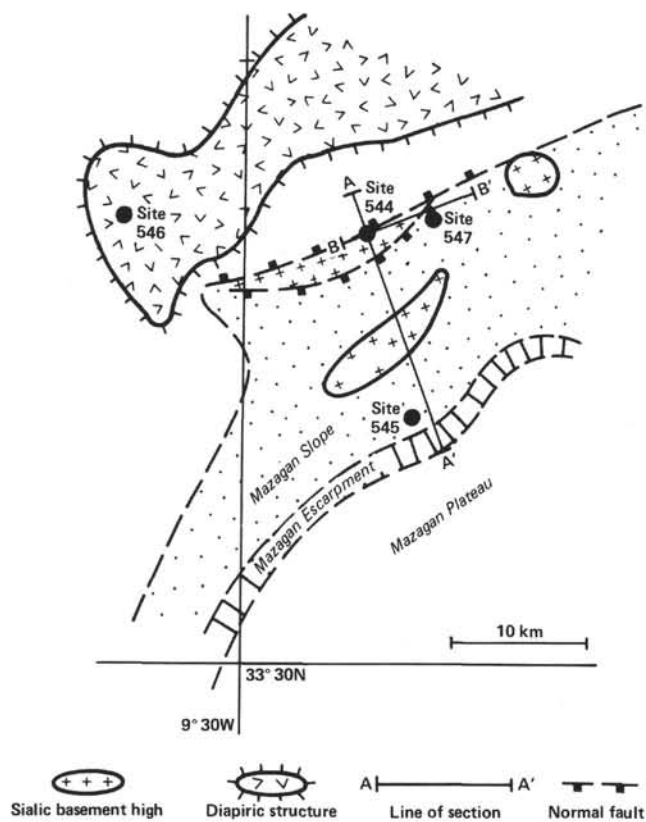 A
Site
544
B'
Site
546
Site
547
B
Site
545
A'
Mazagan Slope
Mazagan Escarpment
Mazagan Plateau
10 km
33° 30N
9° 30W
A A'
Sialic basement high
Diapiric structure
Line of section
Normal fault